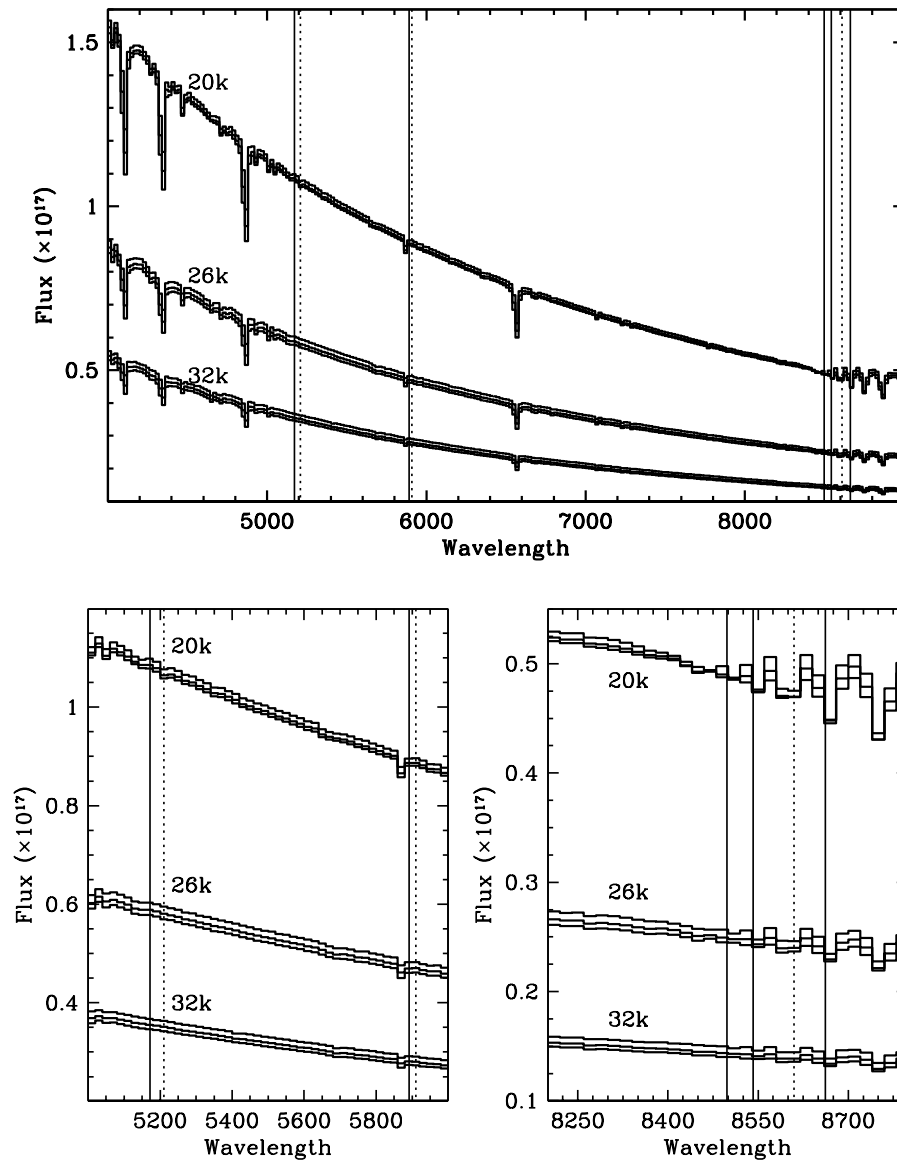 1.5
1
0.5
Flux (×10¹⁷)
20k
26k
32k
5000 6000 7000 8000
Wavelength
1
0.8
0.6
0.4
Flux (×10¹⁷)
20k
26k
32k
5200 5400 5600 5800
Wavelength
0.5
0.4
0.3
0.2
0.1
Flux (×10¹⁷)
20k
26k
32k
8250 8400 8550 8700
Wavelength